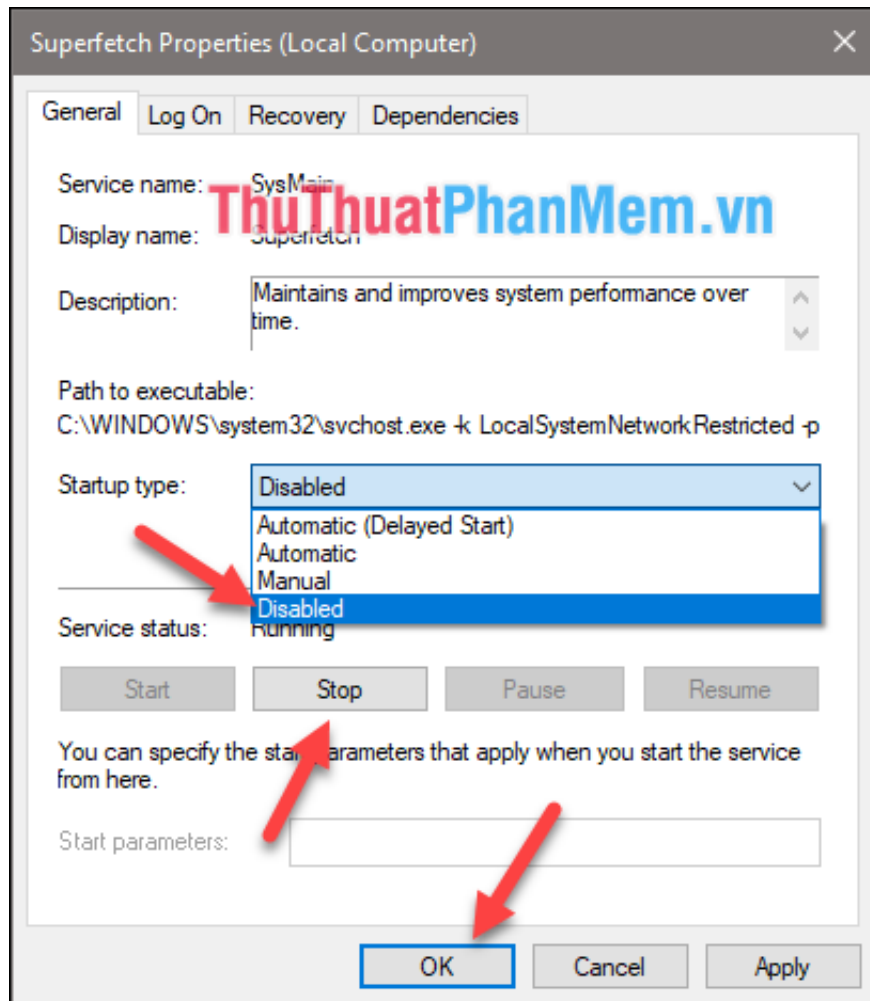 Superfetch Properties (Local Computer)
General Log On Recovery Dependencies
Service name: SysMain
ThuThuatPhanMem.vn
Display name: Superfetch
Description: Maintains and improves system performance over
time.
Path to executable:
C:\WINDOWS\system32\svchost.exe -k LocalSystemNetworkRestricted -p
Startup type: Disabled
Automatic (Delayed Start)
Automatic
Manual
Disabled
Service status: Running
Start Stop Pause Resume
You can specify the start parameters that apply when you start the service
from here.
Start parameters:
OK Cancel Apply